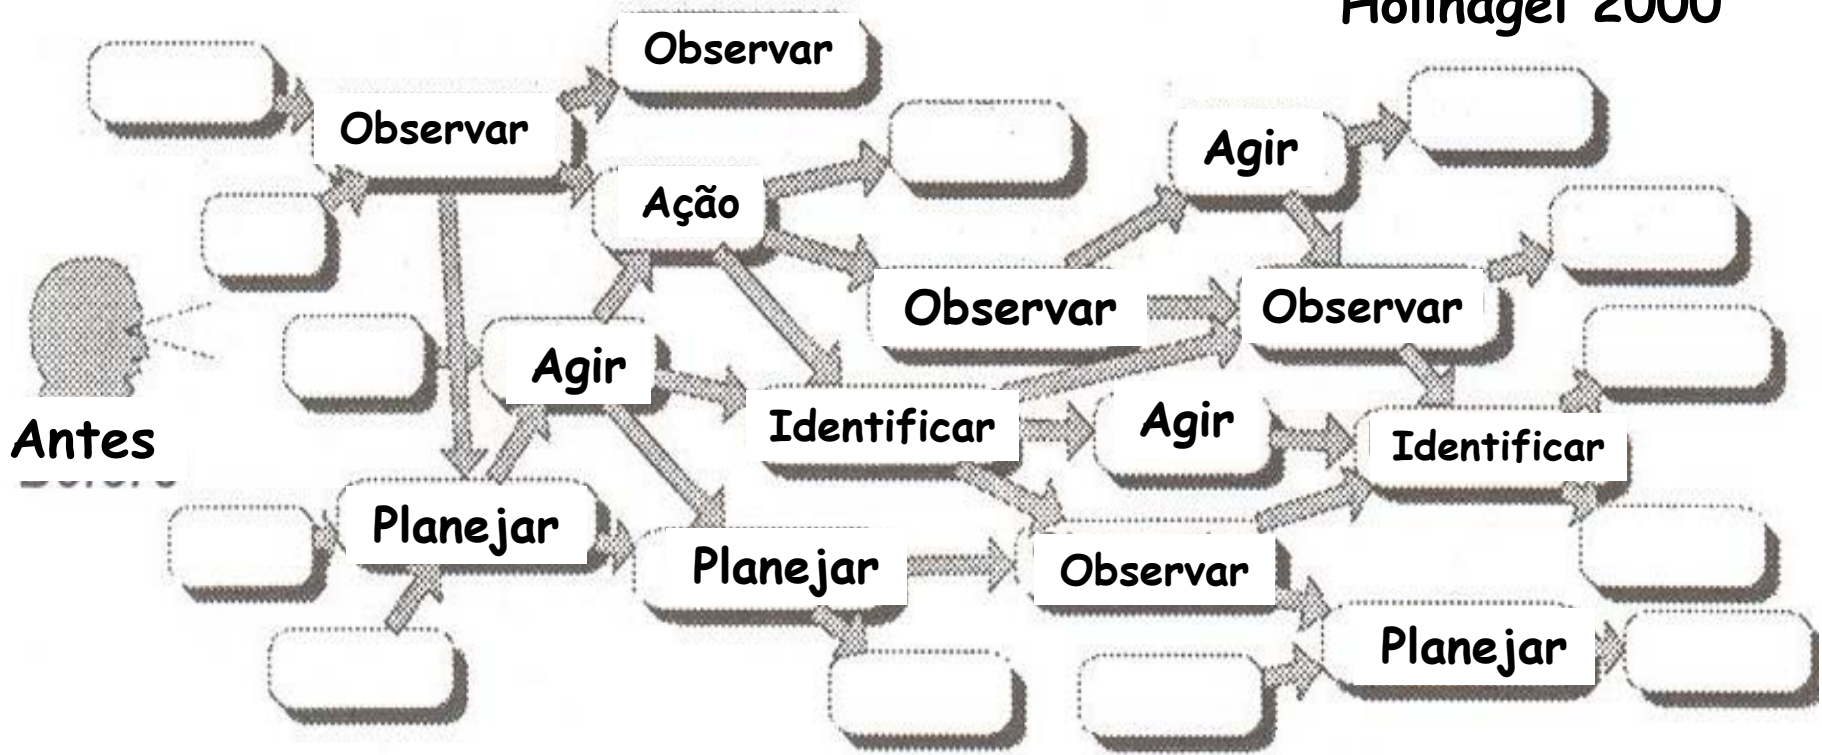 Hollnagel 2000
Observar
Observar
Agir
Ação
Observar
Observar
Agir
Identificar
Agir
Identificar
Antes
Planejar
Planejar
Observar
Planejar